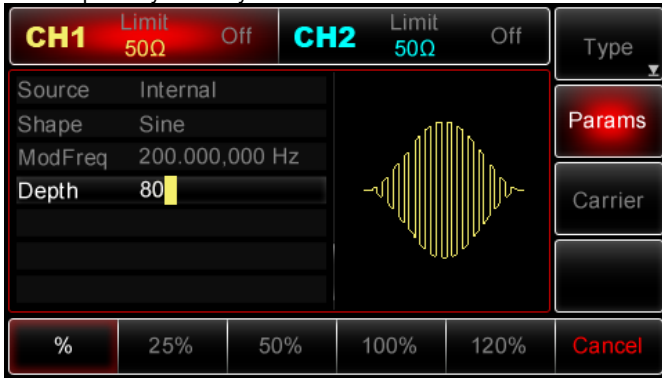 CH1 Limit 50Ω Off CH2 Limit 50Ω Off Type
Source Internal
Shape Sine
ModFreq 200.000,000 Hz
Depth 80
Params
Carrier
% 25% 50% 100% 120% Cancel